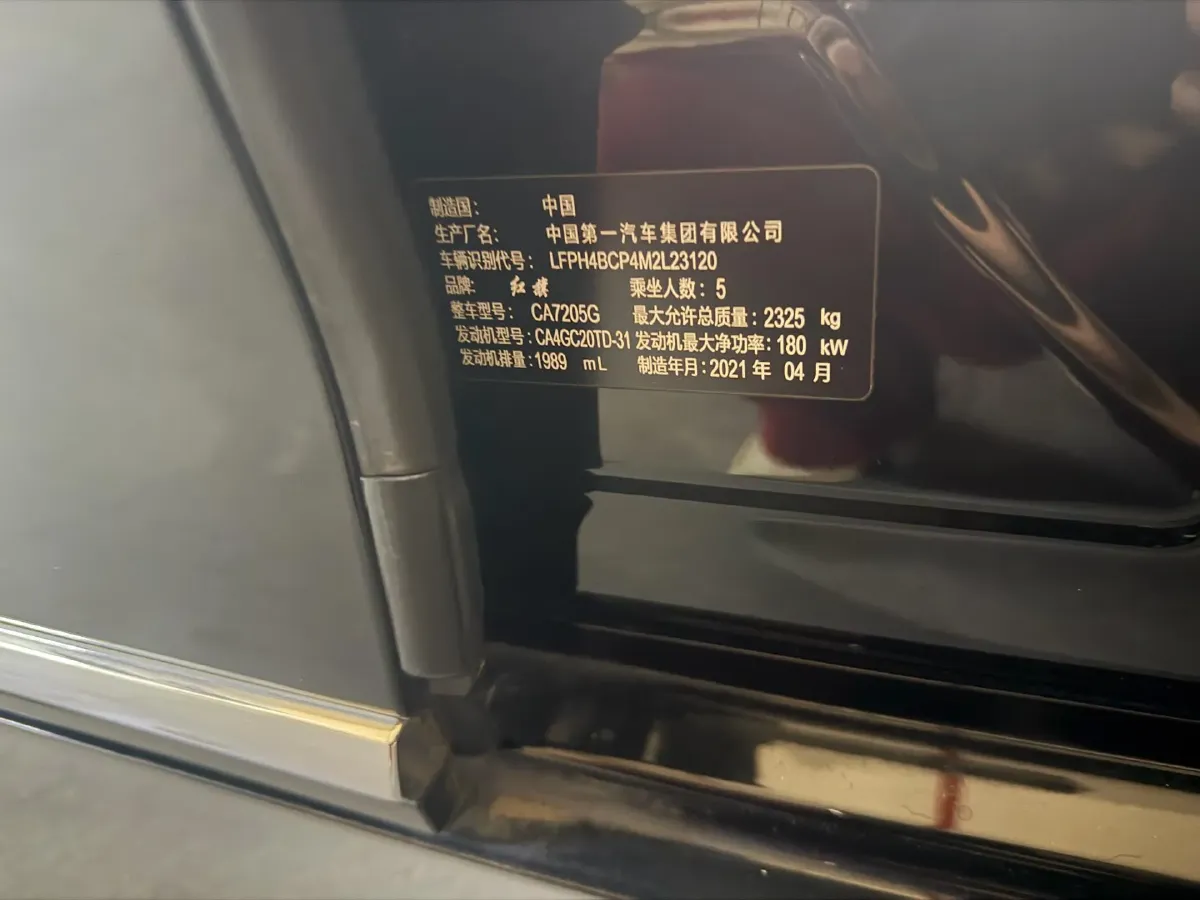 制造国： 中国
生产厂名： 中国第一汽车集团有限公司
车辆识别代号： LFPH4BCP4M2L23120
品牌: 红旗 乘坐人数：5
整车型号： CA7205G 最大允许总质量：2325 kg
发动机型号：CA4GC20TD-31 发动机最大净功率：180 kW
发动机排量：1989 mL 制造年月：2021 年 04 月